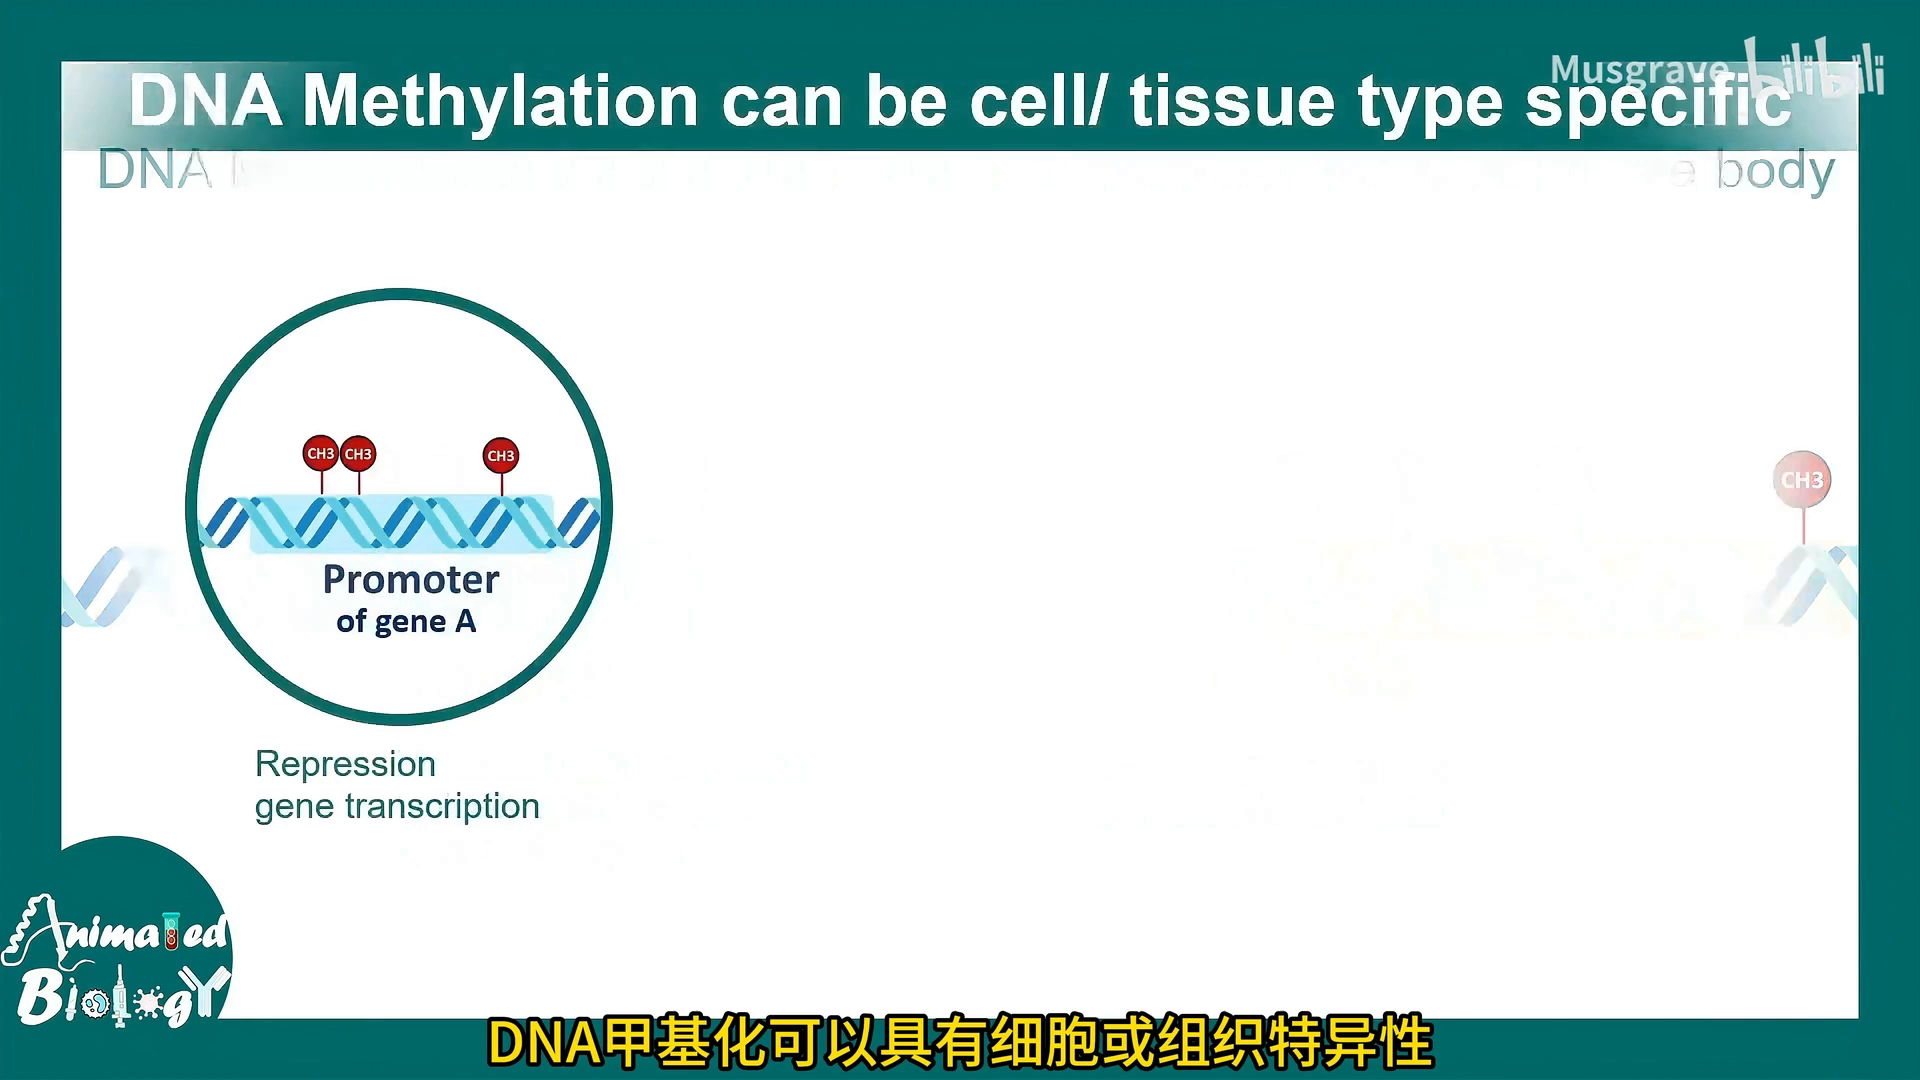 Musgrave bilibili
DNA Methylation can be cell/ tissue type specific
DNA body
CH3 CH3 CH3
CH3
Promoter
of gene A
Repression
gene transcription
Animated
Biology
DNA甲基化可以具有细胞或组织特异性